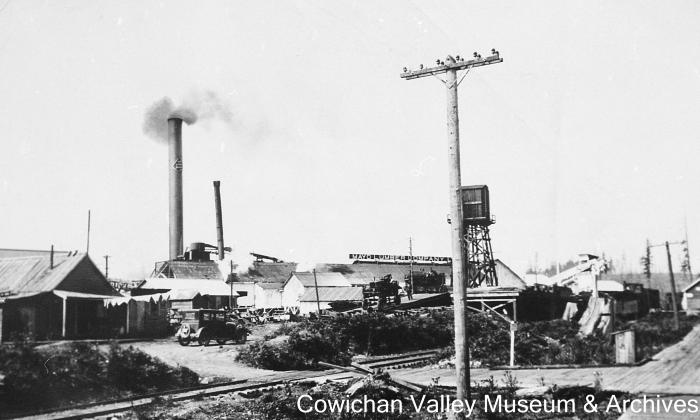 MAYO LUMBER COMPANY
Cowichan Valley Museum & Archives